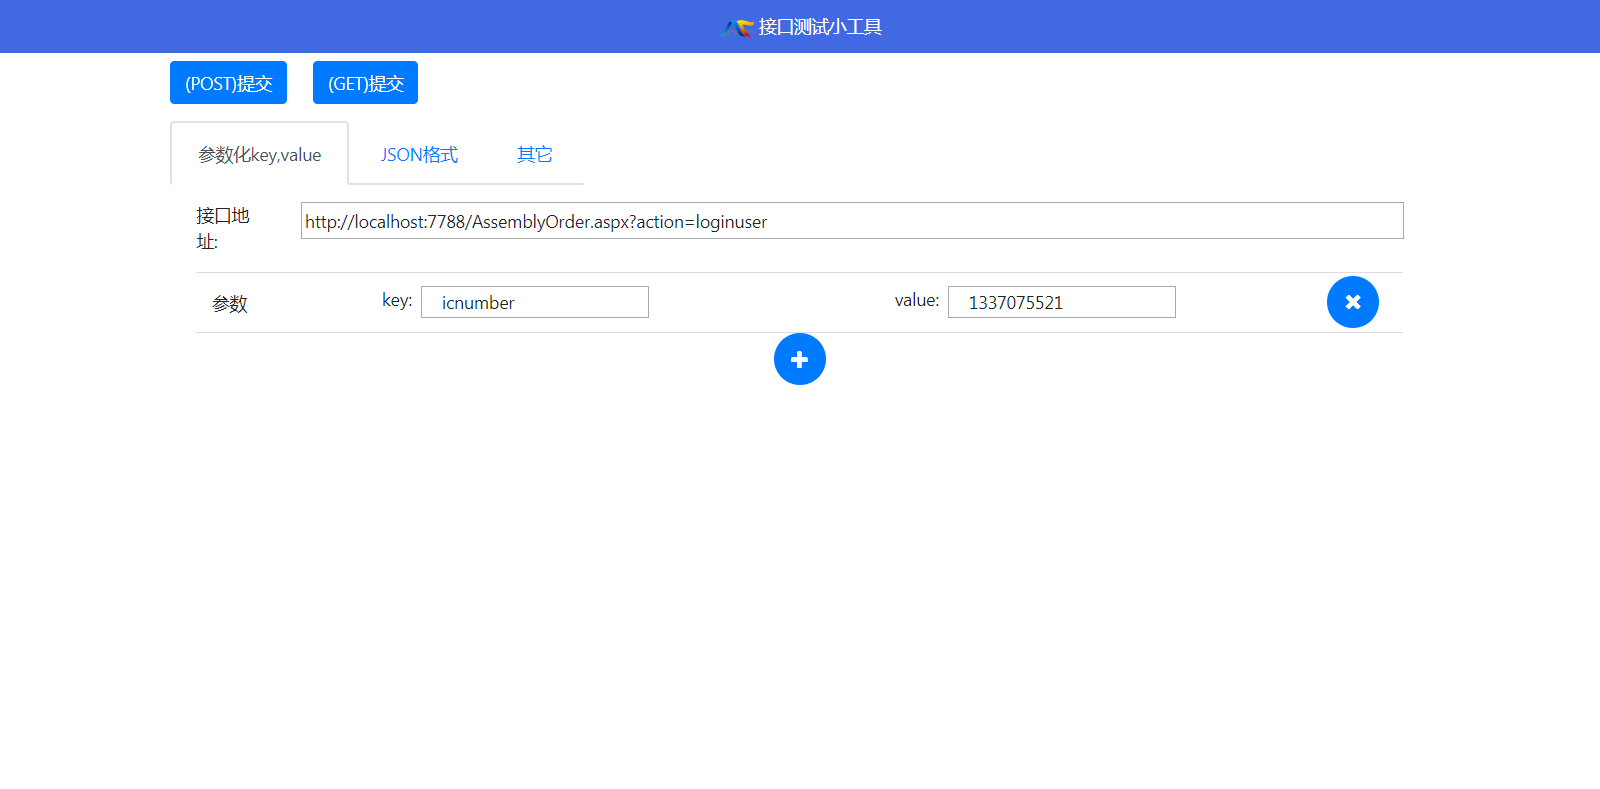 接口测试小工具
(POST)提交 (GET)提交
参数化key,value JSON格式 其它
接口地
址: http://localhost:7788/AssemblyOrder.aspx?action=loginuser
参数 key: icnumber value: 1337075521